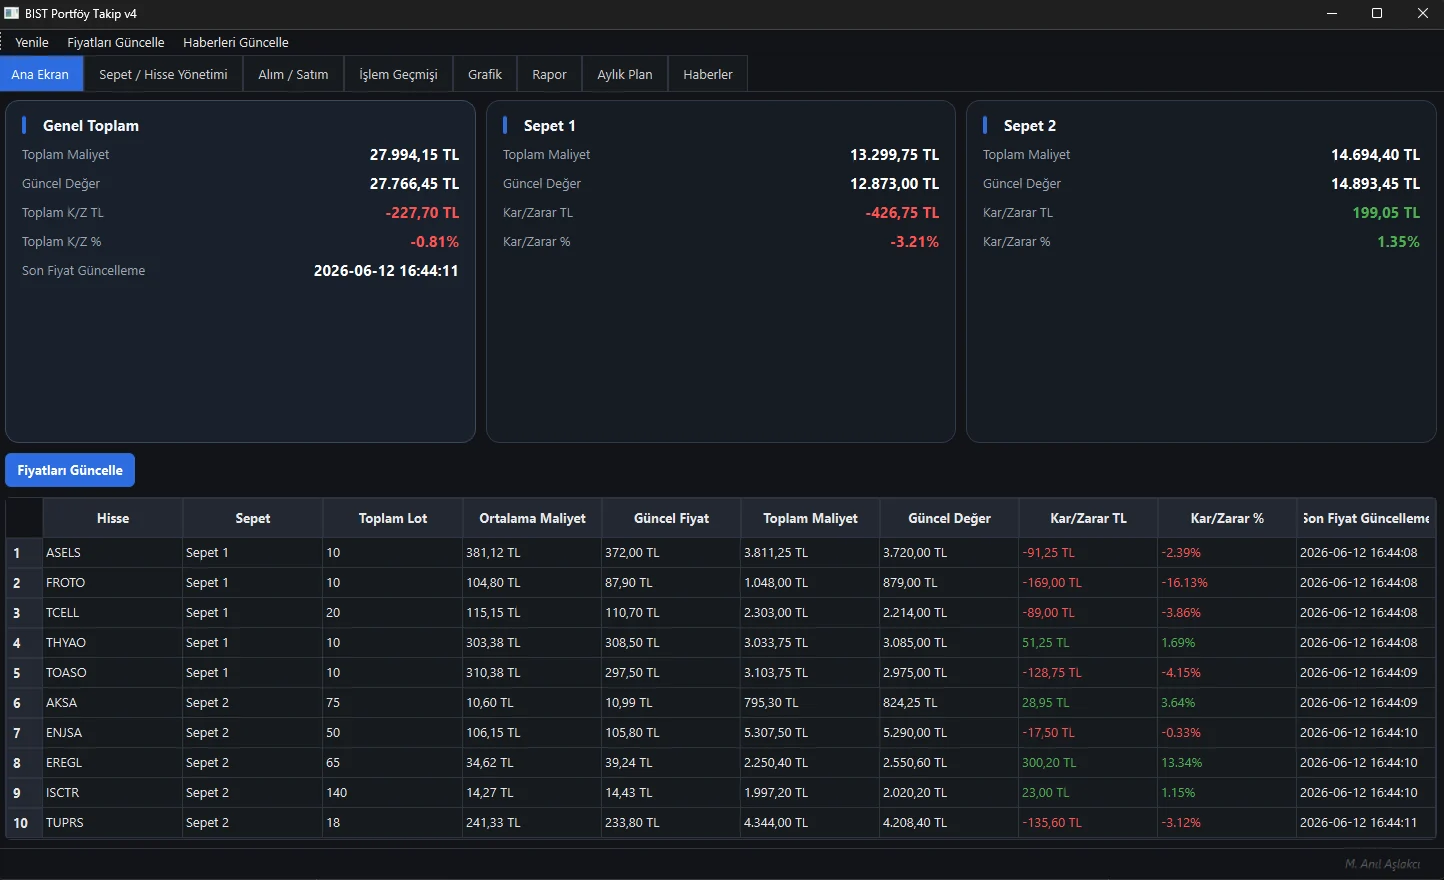 BIST Portföy Takip v4
Yenile Fiyatları Güncelle Haberleri Güncelle
Ana Ekran Sepet / Hisse Yönetimi Alım / Satım İşlem Geçmişi Grafik Rapor Aylık Plan Haberler
Genel Toplam
Toplam Maliyet 27.994,15 TL
Güncel Değer 27.766,45 TL
Toplam K/Z TL -227,70 TL
Toplam K/Z % -0.81%
Son Fiyat Güncelleme 2026-06-12 16:44:11
Sepet 1
Toplam Maliyet 13.299,75 TL
Güncel Değer 12.873,00 TL
Kar/Zarar TL -426,75 TL
Kar/Zarar % -3.21%
Sepet 2
Toplam Maliyet 14.694,40 TL
Güncel Değer 14.893,45 TL
Kar/Zarar TL 199,05 TL
Kar/Zarar % 1.35%
Fiyatları Güncelle
Hisse Sepet Toplam Lot Ortalama Maliyet Güncel Fiyat Toplam Maliyet Güncel Değer Kar/Zarar TL Kar/Zarar % Son Fiyat Güncelleme
1 ASELS Sepet 1 10 381,12 TL 372,00 TL 3.811,25 TL 3.720,00 TL -91,25 TL -2.39% 2026-06-12 16:44:08
2 FROTO Sepet 1 10 104,80 TL 87,90 TL 1.048,00 TL 879,00 TL -169,00 TL -16.13% 2026-06-12 16:44:08
3 TCELL Sepet 1 20 115,15 TL 110,70 TL 2.303,00 TL 2.214,00 TL -89,00 TL -3.86% 2026-06-12 16:44:08
4 THYAO Sepet 1 10 303,38 TL 308,50 TL 3.033,75 TL 3.085,00 TL 51,25 TL 1.69% 2026-06-12 16:44:08
5 TOASO Sepet 1 10 310,38 TL 297,50 TL 3.103,75 TL 2.975,00 TL -128,75 TL -4.15% 2026-06-12 16:44:09
6 AKSA Sepet 2 75 10,60 TL 10,99 TL 795,30 TL 824,25 TL 28,95 TL 3.64% 2026-06-12 16:44:09
7 ENJSA Sepet 2 50 106,15 TL 105,80 TL 5.307,50 TL 5.290,00 TL -17,50 TL -0.33% 2026-06-12 16:44:10
8 EREGL Sepet 2 65 34,62 TL 39,24 TL 2.250,40 TL 2.550,60 TL 300,20 TL 13.34% 2026-06-12 16:44:10
9 ISCTR Sepet 2 140 14,27 TL 14,43 TL 1.997,20 TL 2.020,20 TL 23,00 TL 1.15% 2026-06-12 16:44:10
10 TUPRS Sepet 2 18 241,33 TL 233,80 TL 4.344,00 TL 4.208,40 TL -135,60 TL -3.12% 2026-06-12 16:44:11
M. Anıl Aşlakcı